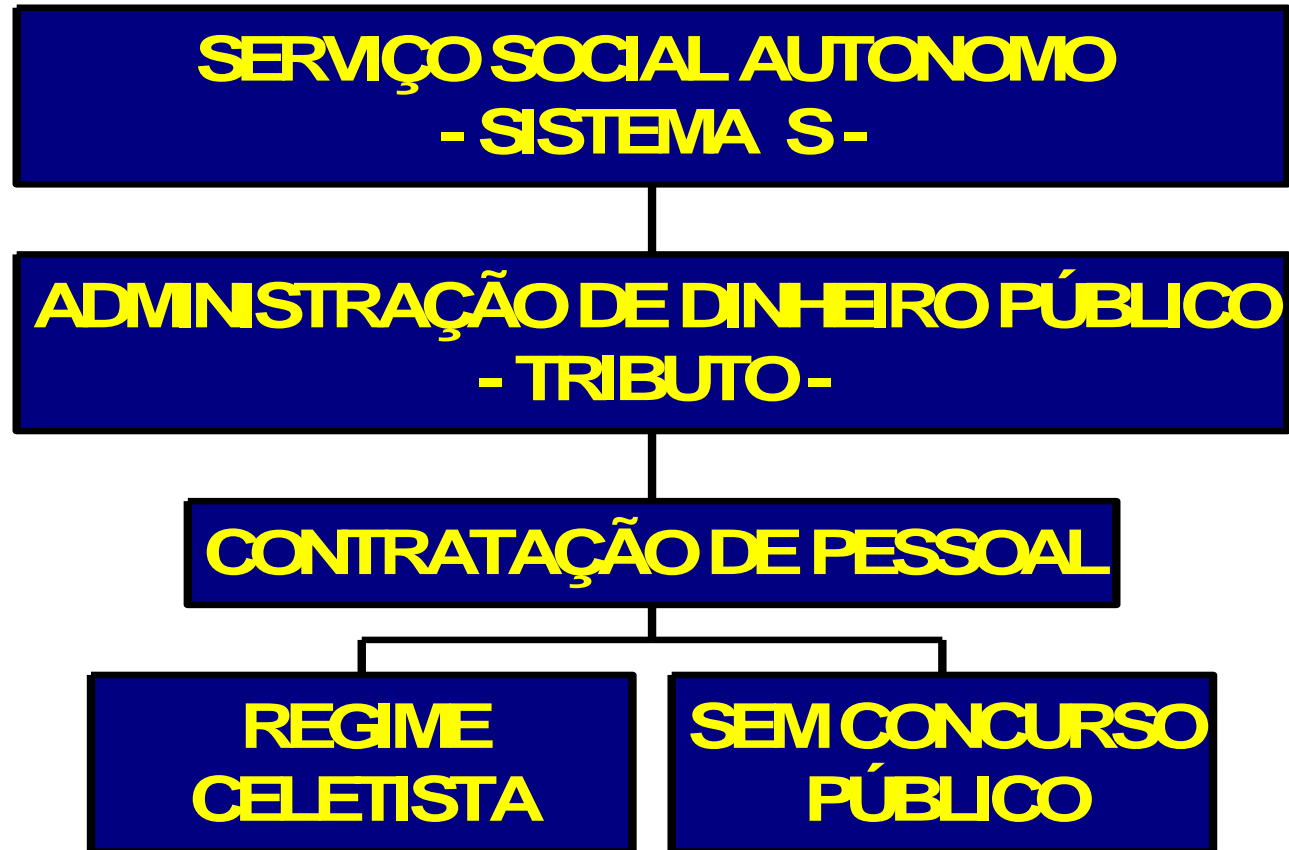 SERVIÇO SOCIAL AUTONOMO
- SISTEMA S -
ADMINISTRAÇÃO DE DINHEIRO PÚBLICO
- TRIBUTO -
CONTRATAÇÃO DE PESSOAL
REGIME
CELETISTA
SEM CONCURSO
PÚBLICO